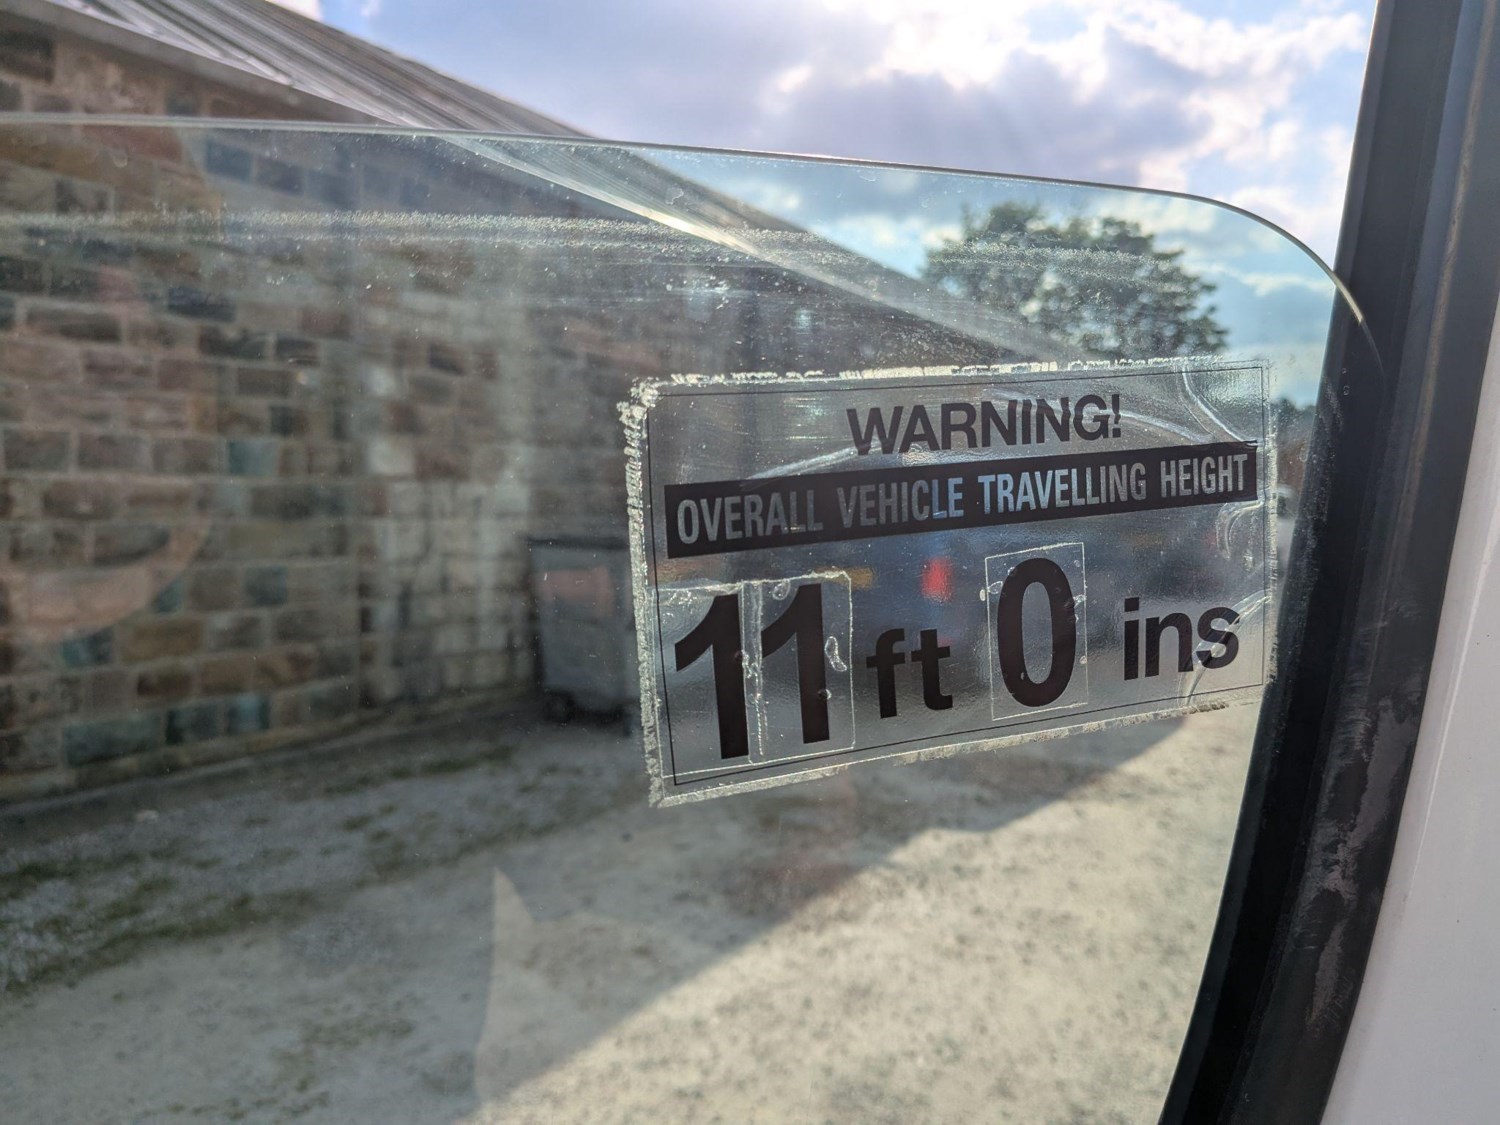 WARNING!
OVERALL VEHICLE TRAVELLING HEIGHT
11 ft 0 ins